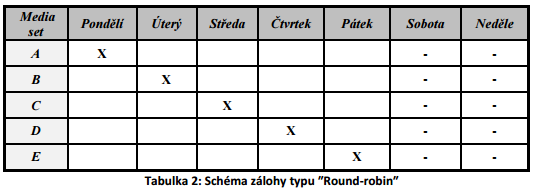 Media set Pondělí Úterý Středa Čtvrtek Pátek Sobota Neděle
A X - -
B X - -
C X - -
D X - -
E X - -
Tabulka 2: Schéma zálohy typu ”Round-robin”